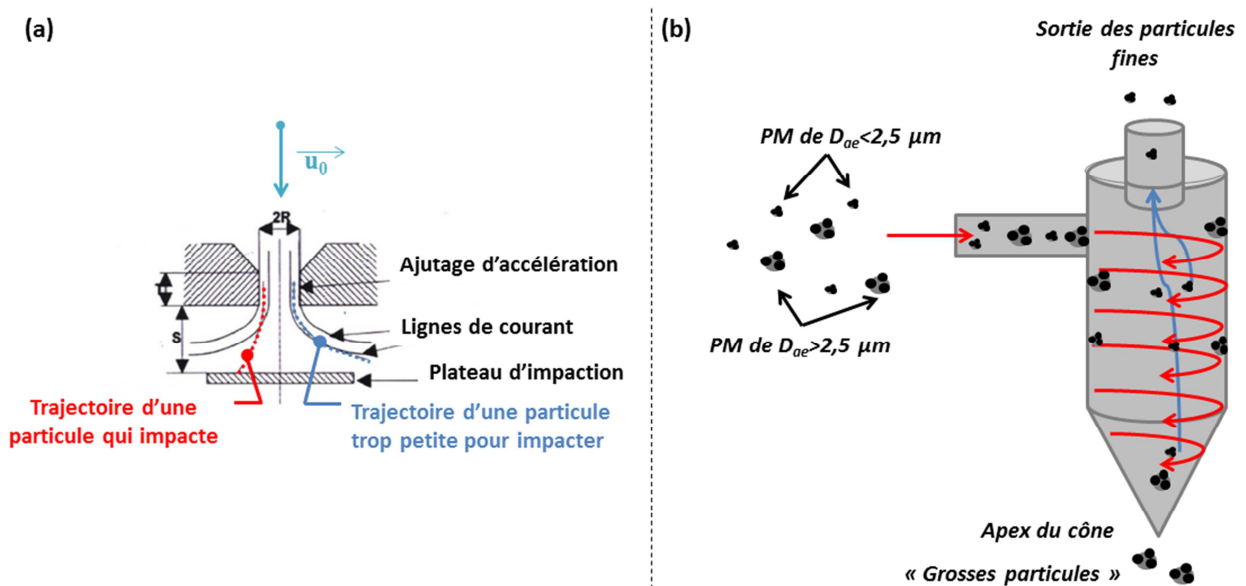 (a)
u₀
2R
T
S
Ajutage d'accélération
Lignes de courant
Plateau d'impaction
Trajectoire d'une
particule qui impacte
Trajectoire d'une particule
trop petite pour impacter
(b)
Sortie des particules
fines
PM de Dae<2,5 µm
PM de Dae>2,5 µm
Apex du cône
« Grosses particules »